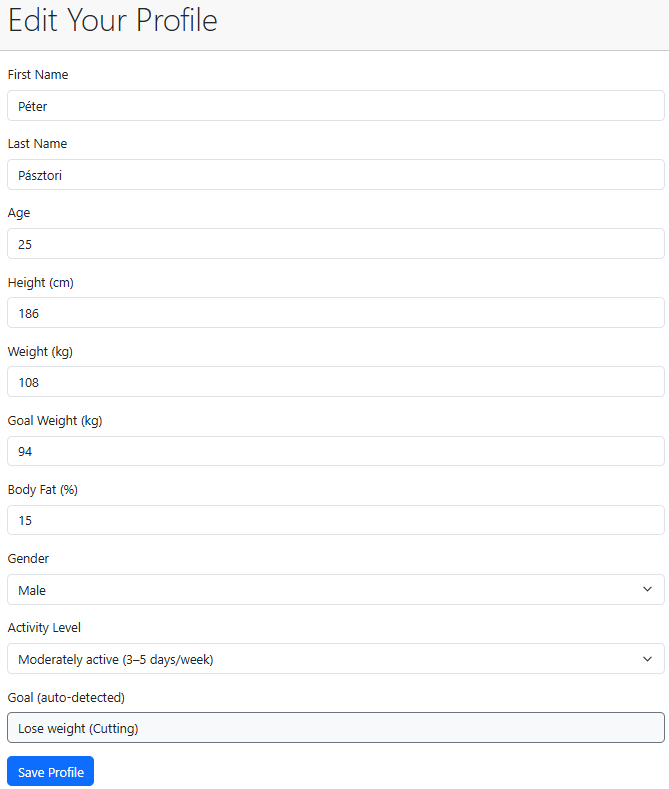 Edit Your Profile
First Name
Péter
Last Name
Pásztori
Age
25
Height (cm)
186
Weight (kg)
108
Goal Weight (kg)
94
Body Fat (%)
15
Gender
Male
Activity Level
Moderately active (3–5 days/week)
Goal (auto-detected)
Lose weight (Cutting)
Save Profile